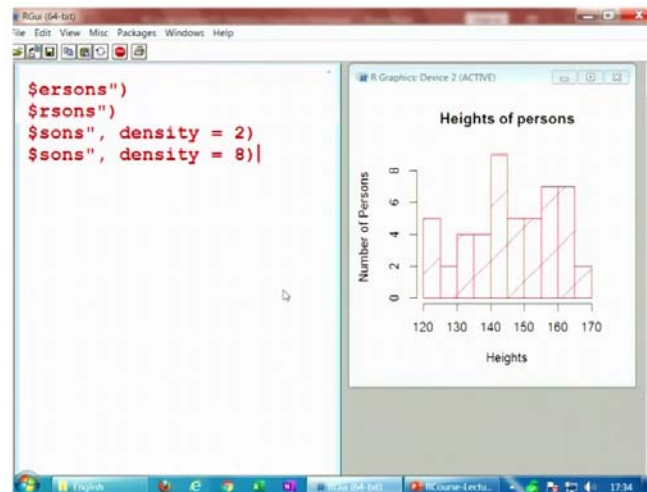 RGui (64-bit)
File Edit View Misc Packages Windows Help
$ersons")
$rsons")
$sons", density = 2)
$sons", density = 8)
R Graphics: Device 2 (ACTIVE)
Heights of persons
Number of Persons
8
6
4
2
0
120 130 140 150 160 170
Heights
English
RGui (64-bit)
RCourse-Lectu...
17:34